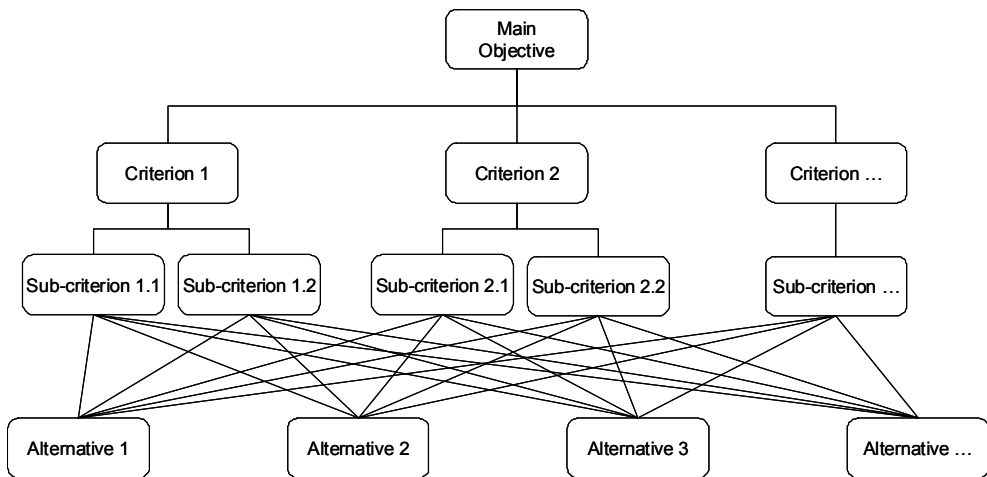 Main
Objective
Criterion 1
Criterion 2
Criterion …
Sub-criterion 1.1
Sub-criterion 1.2
Sub-criterion 2.1
Sub-criterion 2.2
Sub-criterion …
Alternative 1
Alternative 2
Alternative 3
Alternative …